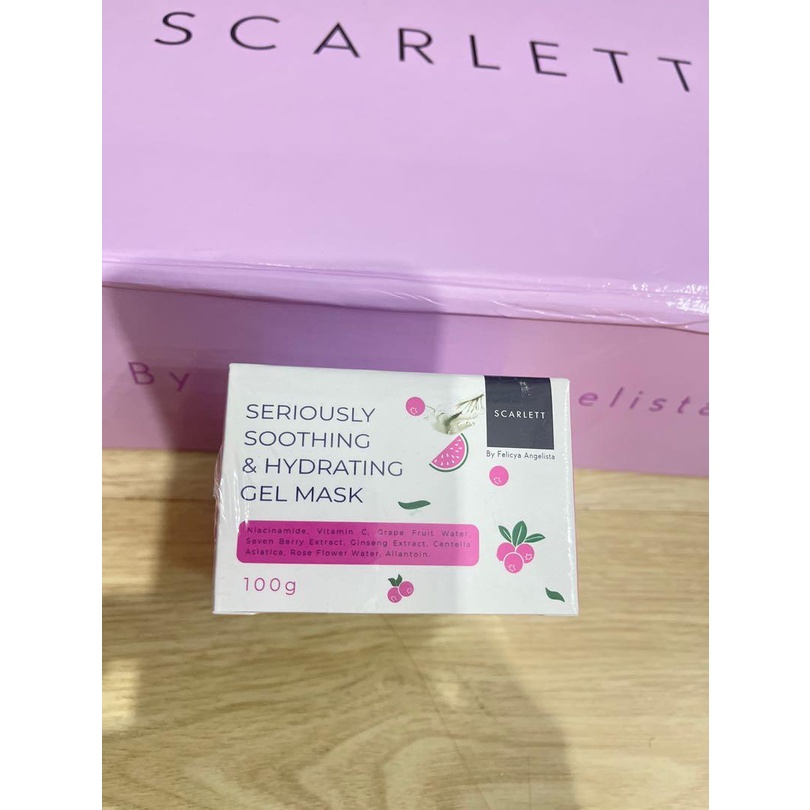 SCARLETT
By elista
SERIOUSLY
SOOTHING
& HYDRATING
GEL MASK
SCARLETT
By Felicya Angelista
Niacinamide, Vitamin C, Grape Fruit Water,
Seven Berry Extract, Ginseng Extract, Centella
Asiatica, Rose Flower Water, Allantoin.
100g